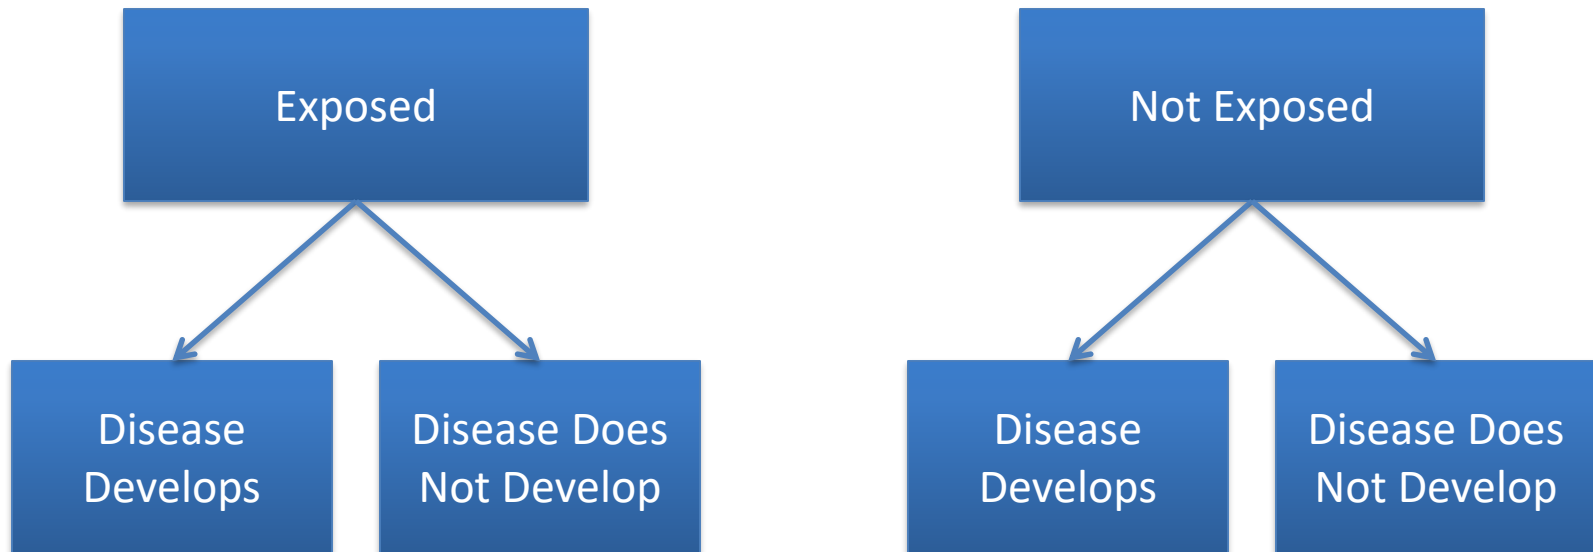 Exposed
Not Exposed
Disease
Develops
Disease Does
Not Develop
Disease
Develops
Disease Does
Not Develop